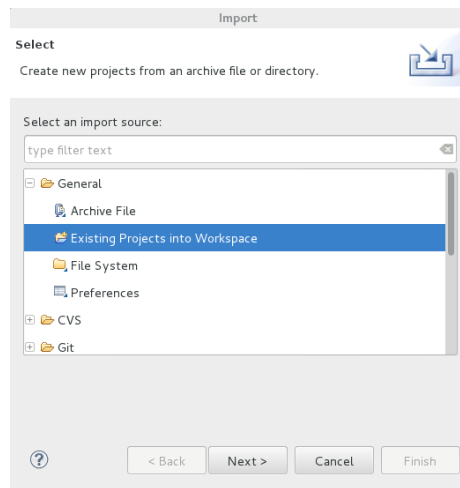 Import
Select
Create new projects from an archive file or directory.
Select an import source:
type filter text
General
Archive File
Existing Projects into Workspace
File System
Preferences
CVS
Git
? < Back Next > Cancel Finish